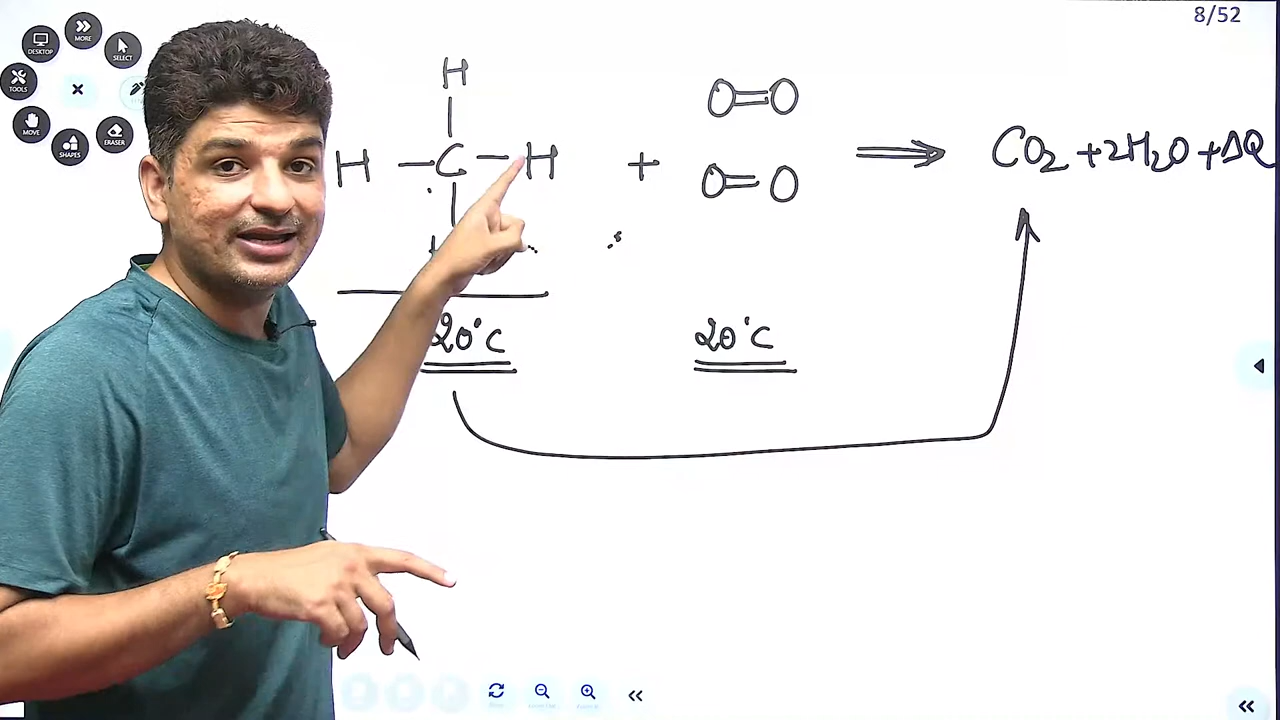 8/52
MORE
DESKTOP
SELECT
TOOLS
MOVE
SHAPES
ERASER
H
H - C - H + O=O ⟹ CO2 + 2H2O + ΔQ
O=O
20°C 20°C